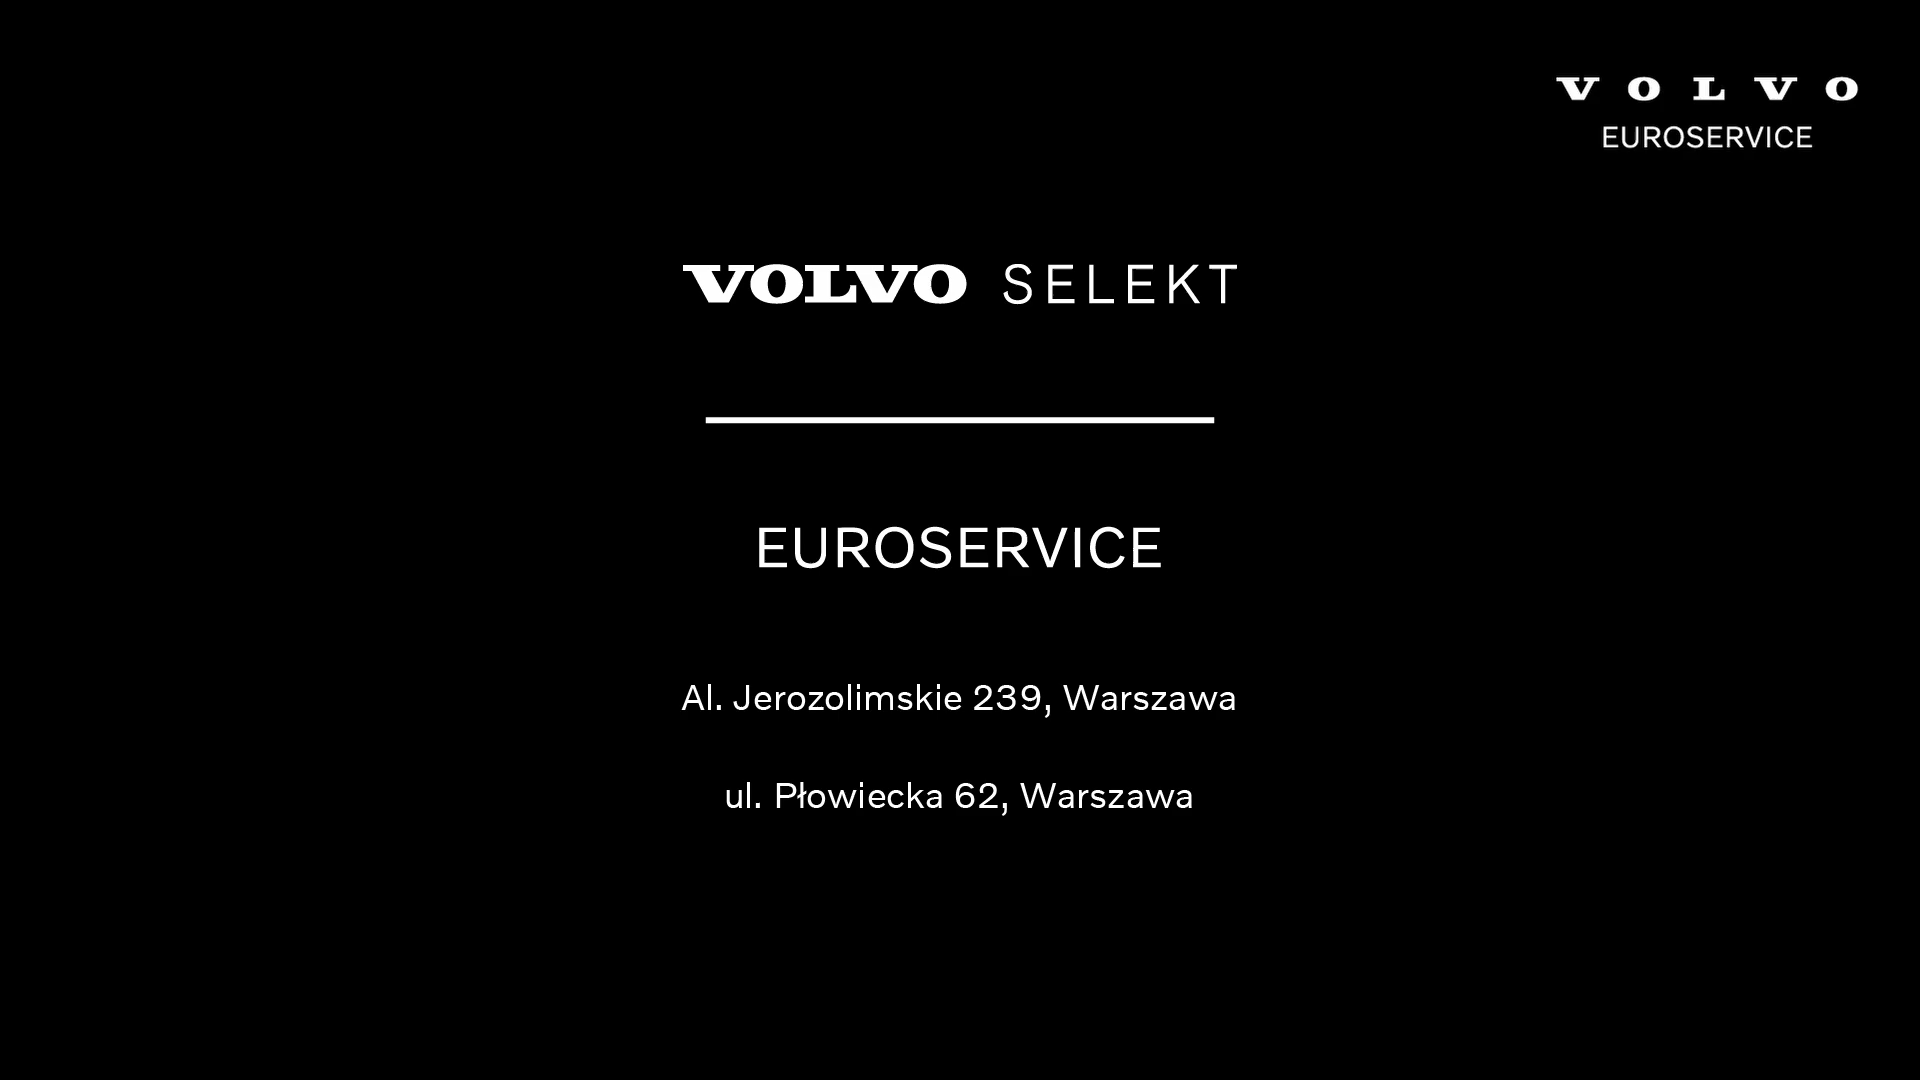 VOLVO
EUROSERVICE
VOLVO SELEKT
EUROSERVICE
Al. Jerozolimskie 239, Warszawa
ul. Płowiecka 62, Warszawa